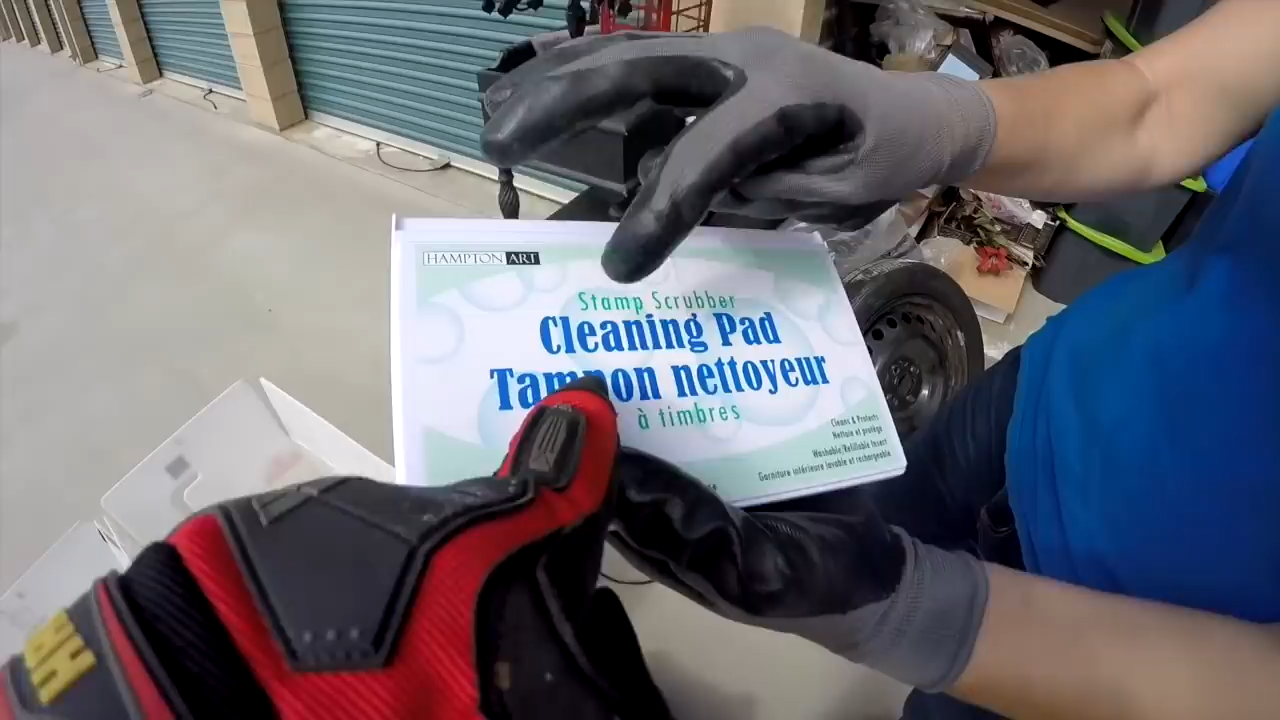 HAMPTON ART
Stamp Scrubber
Cleaning Pad
Tampon nettoyeur
à timbres
Cleans & Protects
Nettoie et protège
Washable/Refillable Insert
Garniture intérieure lavable et rechargeable